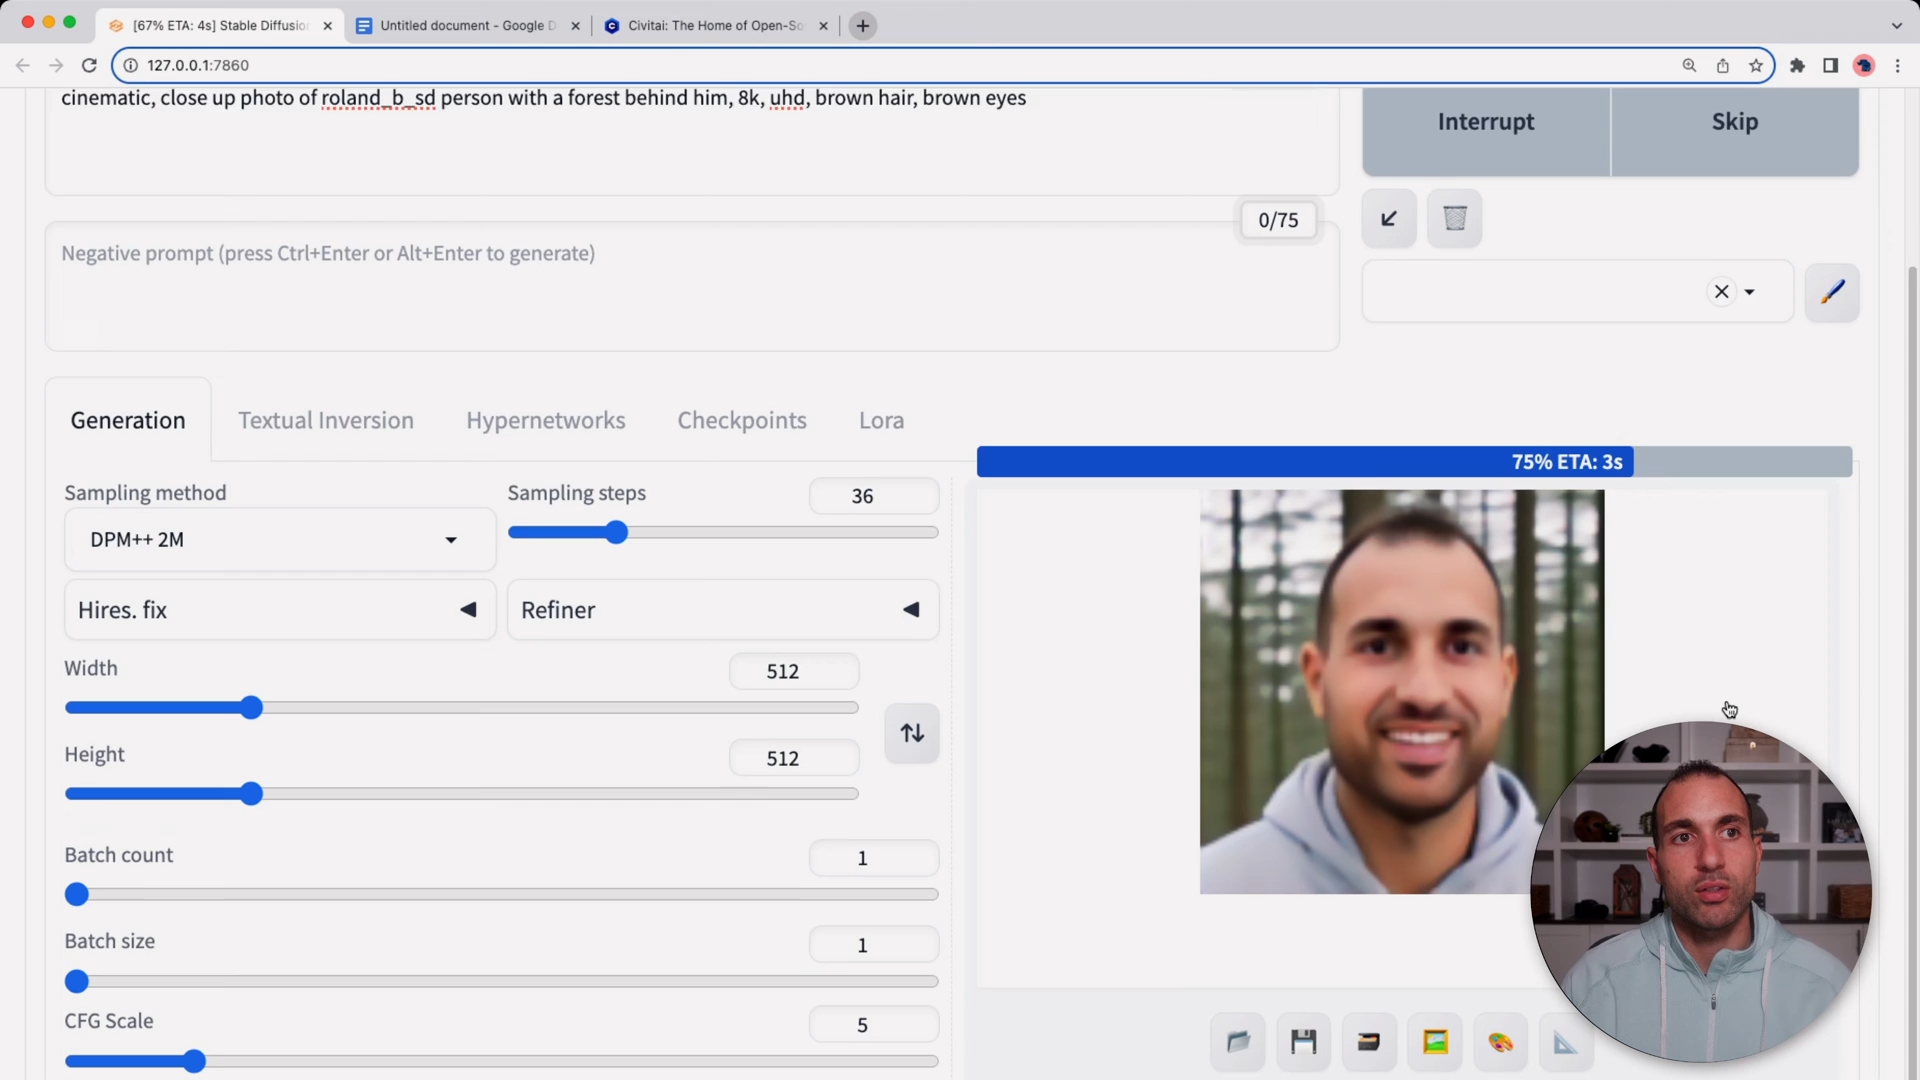 [67% ETA: 4s] Stable Diffusio
Untitled document - Google D
Civitai: The Home of Open-So
127.0.0.1:7860
cinematic, close up photo of roland_b_sd person with a forest behind him, 8k, uhd, brown hair, brown eyes
Interrupt
Skip
0/75
Negative prompt (press Ctrl+Enter or Alt+Enter to generate)
Generation
Textual Inversion
Hypernetworks
Checkpoints
Lora
75% ETA: 3s
Sampling method
Sampling steps
36
DPM++ 2M
Hires. fix
Refiner
Width
512
Height
512
Batch count
1
Batch size
1
CFG Scale
5